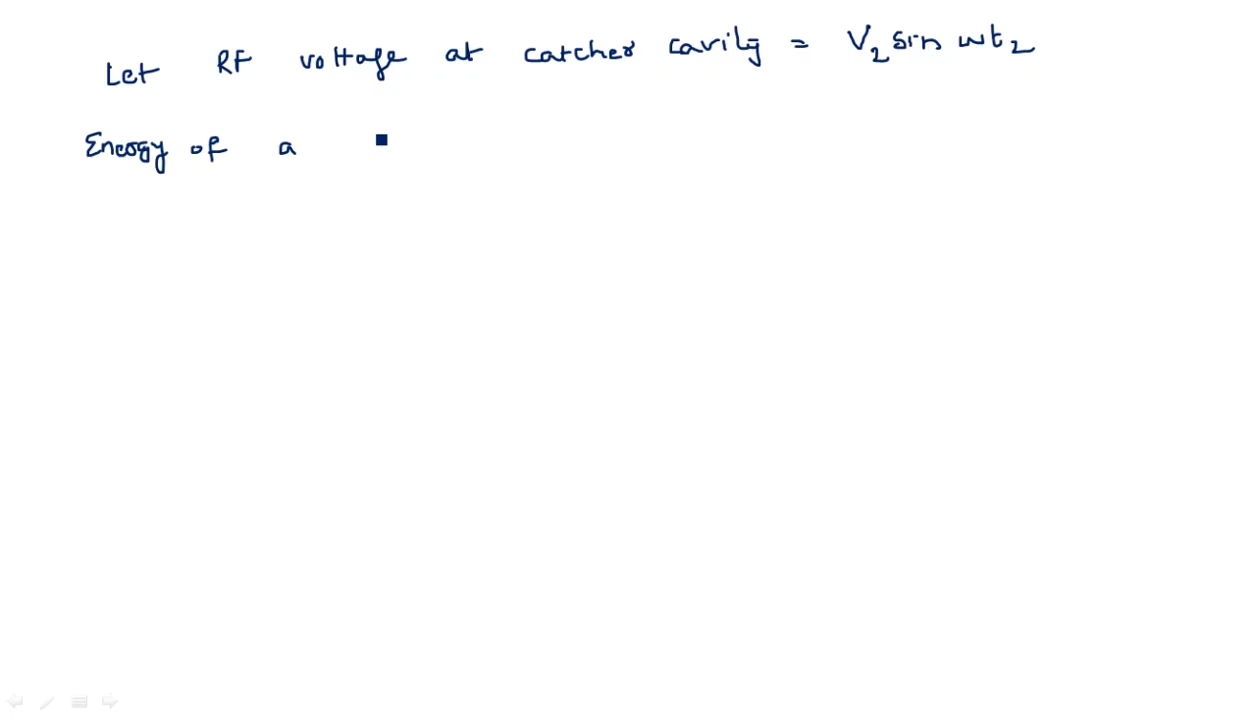 Let RF voltage at catcher cavity = V₂ sin ωt₂
Energy of a